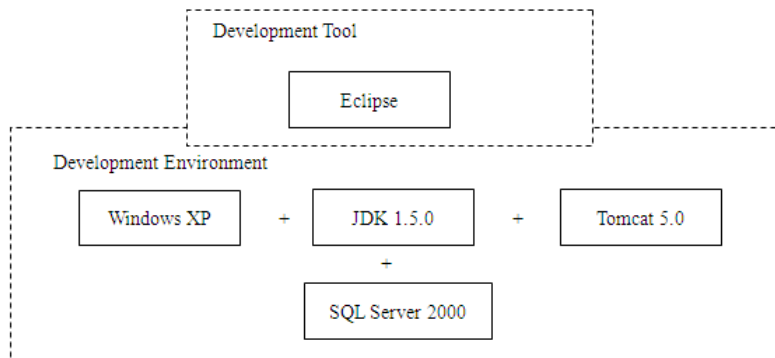 Development Tool
Eclipse
Development Environment
Windows XP + JDK 1.5.0 + Tomcat 5.0
+
SQL Server 2000